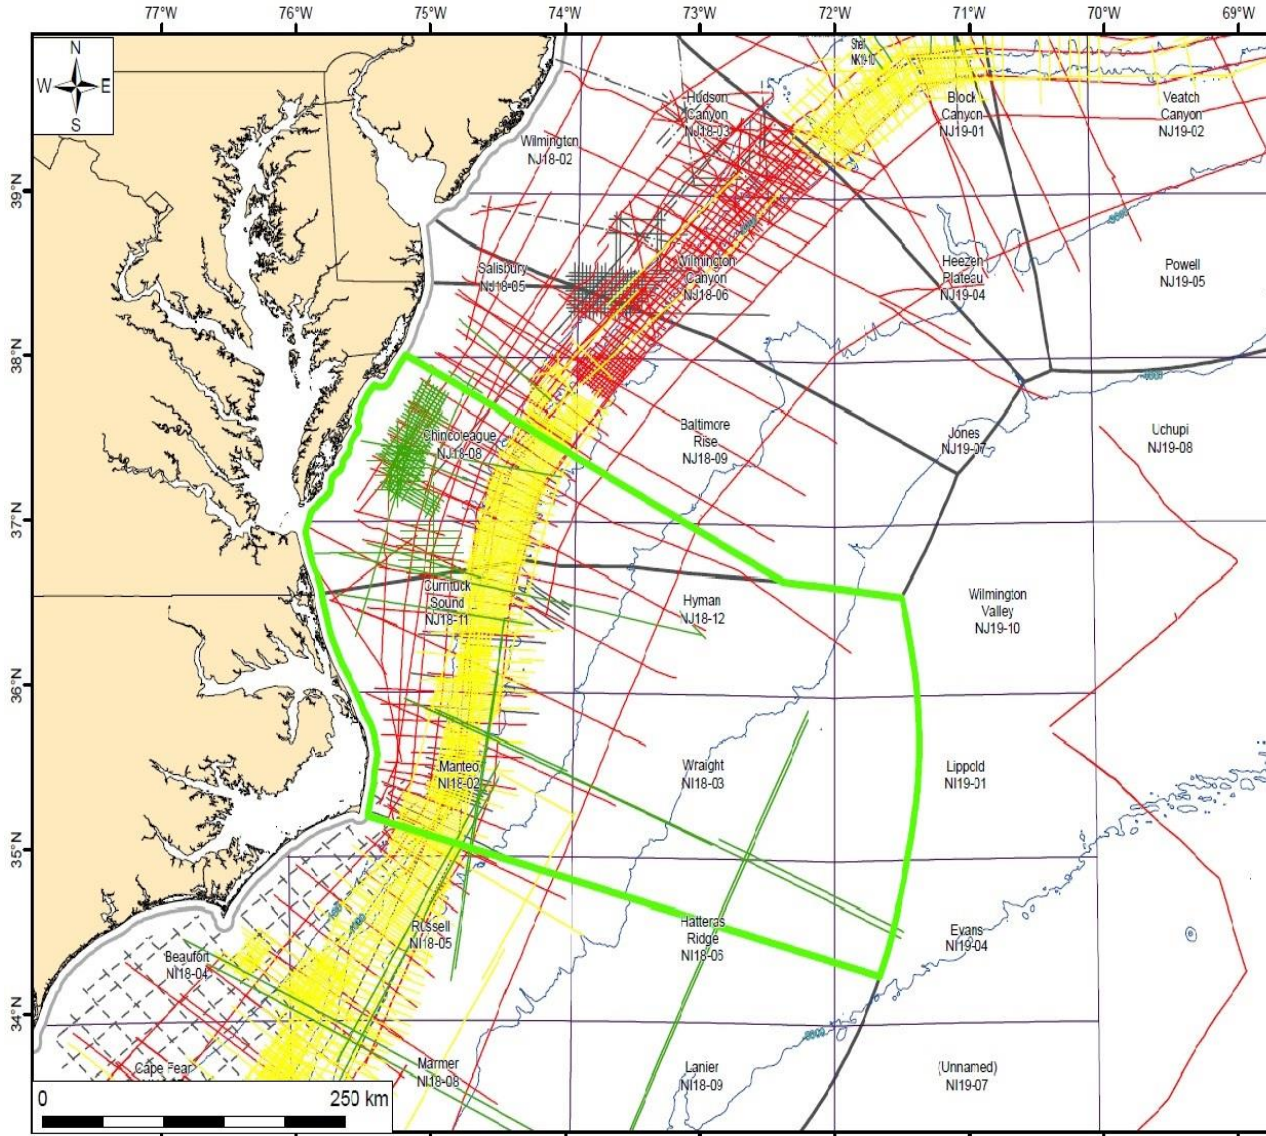 77°W 76°W 75°W 74°W 73°W 72°W 71°W 70°W 69°W
N
W E
S
39°N
38°N
37°N
36°N
35°N
34°N
Shelf
NK19-10
Hudson
Canyon
NJ18-03
Block
Canyon
NJ19-01
Veatch
Canyon
NJ19-02
Wilmington
NJ18-02
Salisbury
NJ18-05
Wilmington
Canyon
NJ18-06
Heezen
Plateau
NJ19-04
Powell
NJ19-05
Chincoteague
NJ18-08
Baltimore
Rise
NJ18-09
Jones
NJ19-07
Uchupi
NJ19-08
Currituck
Sound
NJ18-11
Hyman
NJ18-12
Wilmington
Valley
NJ19-10
Manteo
NI18-02
Wraight
NI18-03
Lippold
NI19-01
Beaufort
NI18-04
Russell
NI18-05
Hatteras
Ridge
NI18-06
Evans
NI19-04
Cape Fear
Marmer
NI18-08
Lanier
NI18-09
(Unnamed)
NI19-07
0 250 km